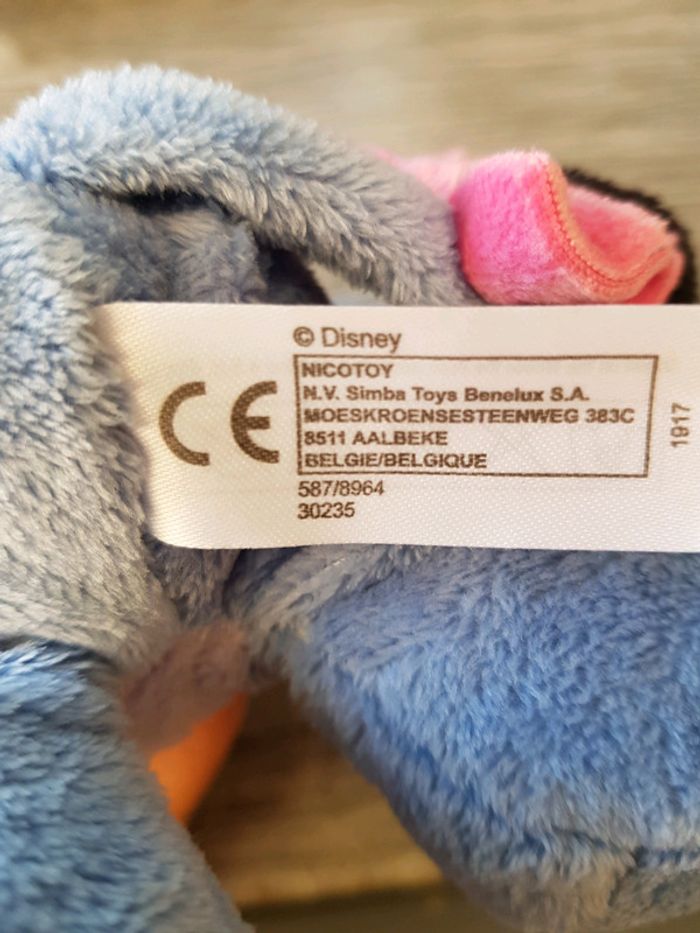 © Disney
CE
NICOTOY
N.V. Simba Toys Benelux S.A.
MOESKROENSESTEENWEG 383C
8511 AALBEKE
BELGIE/BELGIQUE
587/8964
30235
1917